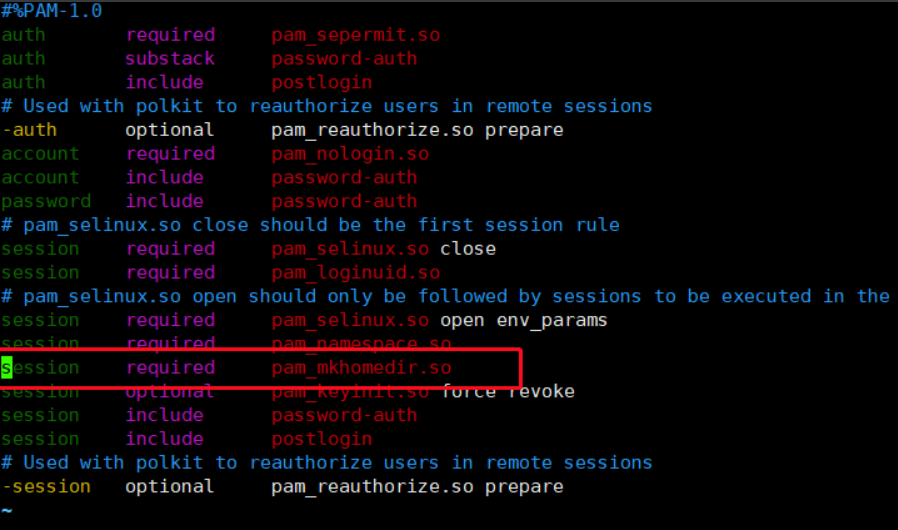 #%PAM-1.0
auth required pam_sepermit.so
auth substack password-auth
auth include postlogin
# Used with polkit to reauthorize users in remote sessions
-auth optional pam_reauthorize.so prepare
account required pam_nologin.so
account include password-auth
password include password-auth
# pam_selinux.so close should be the first session rule
session required pam_selinux.so close
session required pam_loginuid.so
# pam_selinux.so open should only be followed by sessions to be executed in the
session required pam_selinux.so open env_params
session required pam_namespace.so
session required pam_mkhomedir.so
session optional pam_keyinit.so force revoke
session include password-auth
session include postlogin
# Used with polkit to reauthorize users in remote sessions
-session optional pam_reauthorize.so prepare
~